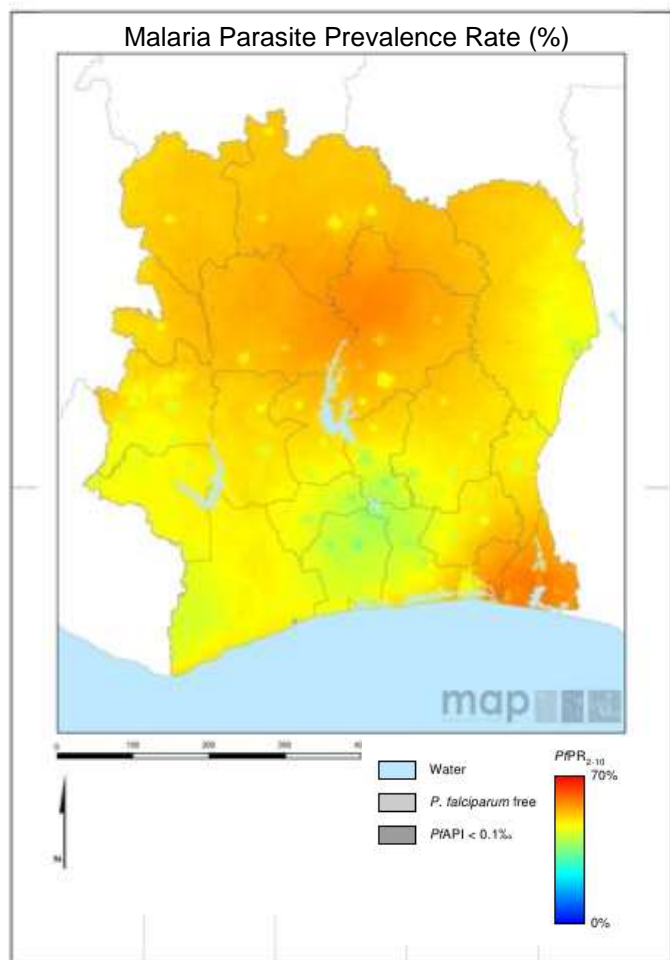 Malaria Parasite Prevalence Rate (%)
map
0 100 200 300
Water
P. falciparum free
PfAPI < 0.1‰
PfPR2-10
70%
0%
N